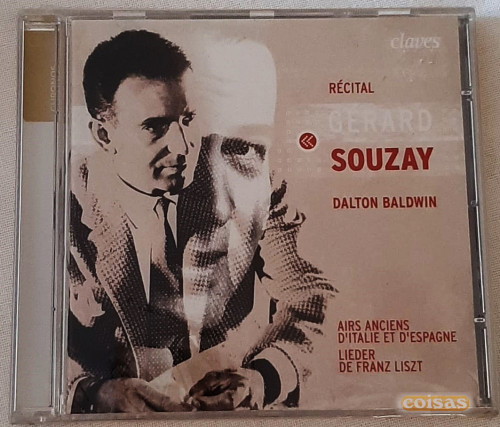 claves
RÉCITAL
GERARD
SOUZAY
DALTON BALDWIN
AIRS ANCIENS
D'ITALIE ET D'ESPAGNE
LIEDER
DE FRANZ LISZT
coisas